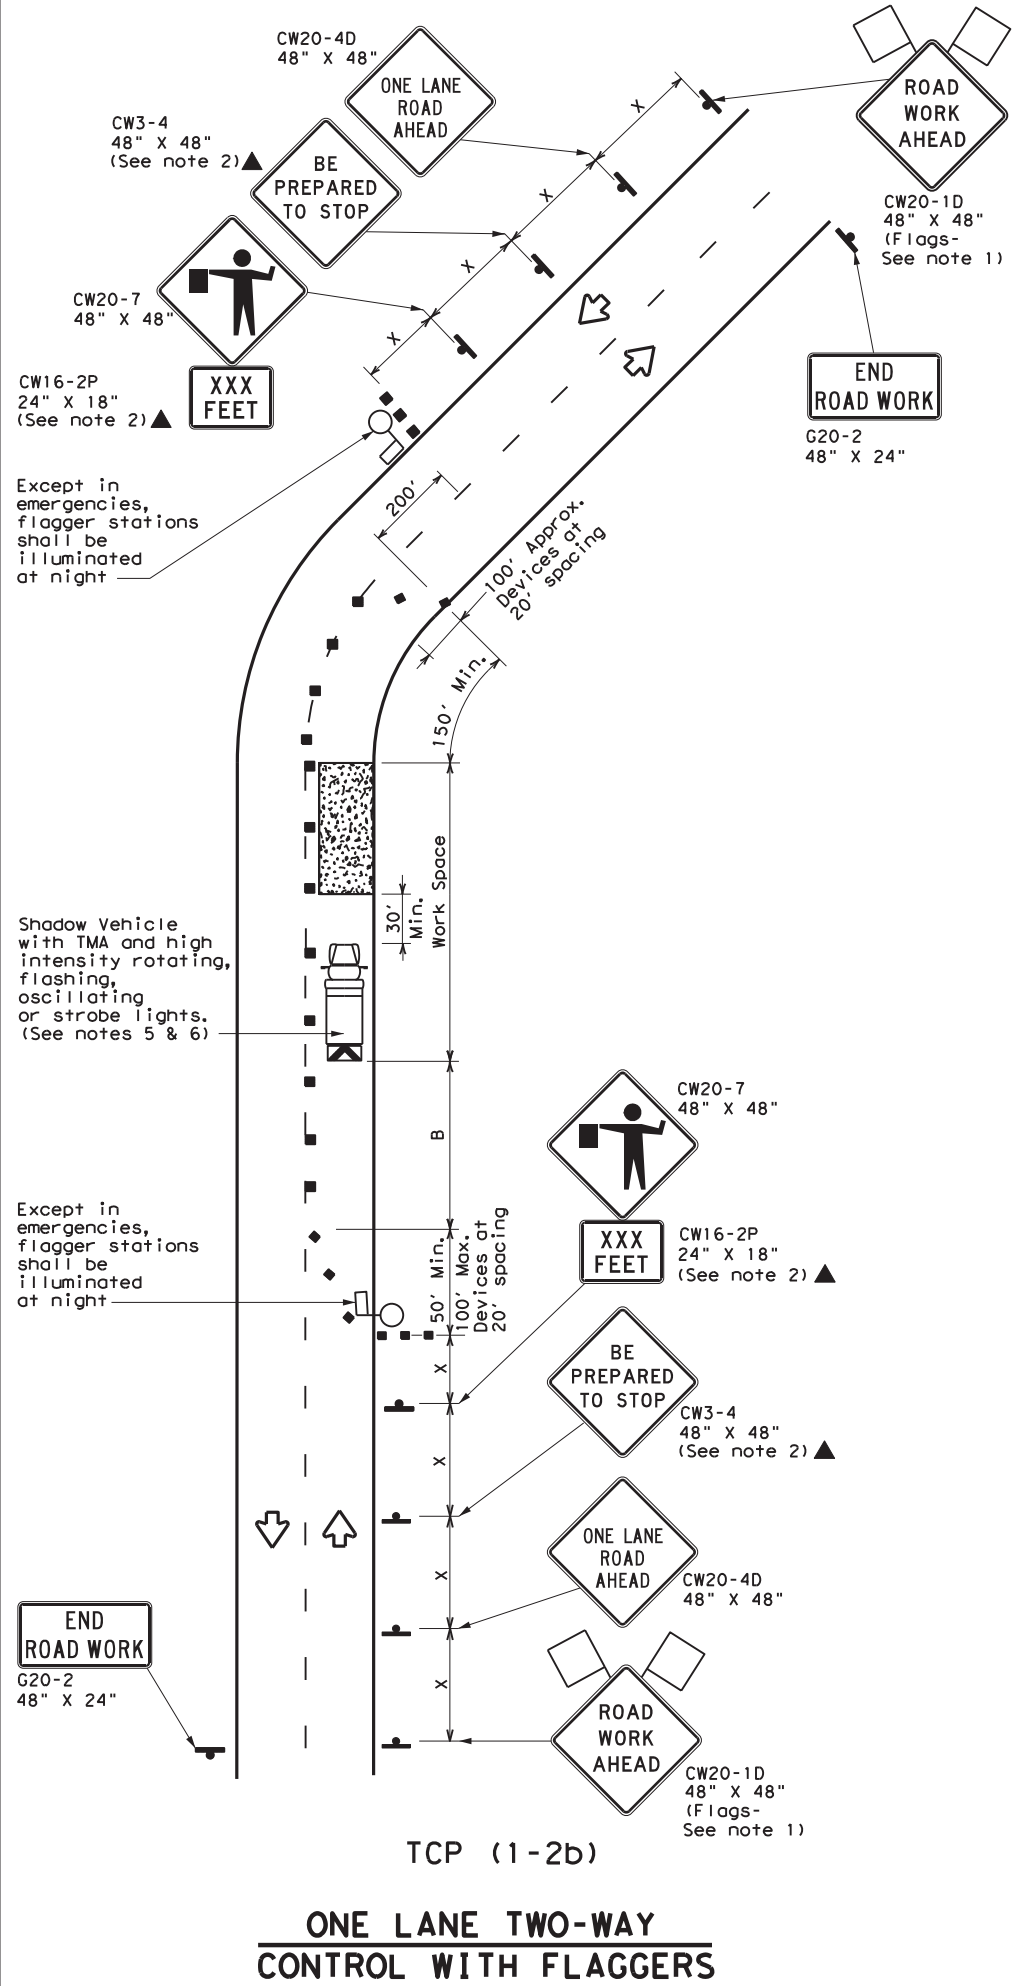 CW20-4D
48" X 48"
ONE LANE
ROAD
AHEAD
ROAD
WORK
AHEAD
CW20-1D
48" X 48"
(Flags-
See note 1)
CW3-4
48" X 48"
(See note 2)
BE
PREPARED
TO STOP
X
X
X
X
CW20-7
48" X 48"
CW16-2P
24" X 18"
(See note 2)
XXX
FEET
END
ROAD WORK
G20-2
48" X 24"
Except in
emergencies,
flagger stations
shall be
illuminated
at night
200'
100' Approx.
Devices at
20' spacing
150' Min.
Work Space
30'
Min.
Shadow Vehicle
with TMA and high
intensity rotating,
flashing,
oscillating
or strobe lights.
(See notes 5 & 6)
B
CW20-7
48" X 48"
Except in
emergencies,
flagger stations
shall be
illuminated
at night
50' Min.
100' Max.
Devices at
20' spacing
XXX
FEET
CW16-2P
24" X 18"
(See note 2)
X
BE
PREPARED
TO STOP
CW3-4
48" X 48"
(See note 2)
X
ONE LANE
ROAD
AHEAD
CW20-4D
48" X 48"
X
END
ROAD WORK
G20-2
48" X 24"
X
ROAD
WORK
AHEAD
CW20-1D
48" X 48"
(Flags-
See note 1)
TCP (1-2b)
ONE LANE TWO-WAY
CONTROL WITH FLAGGERS